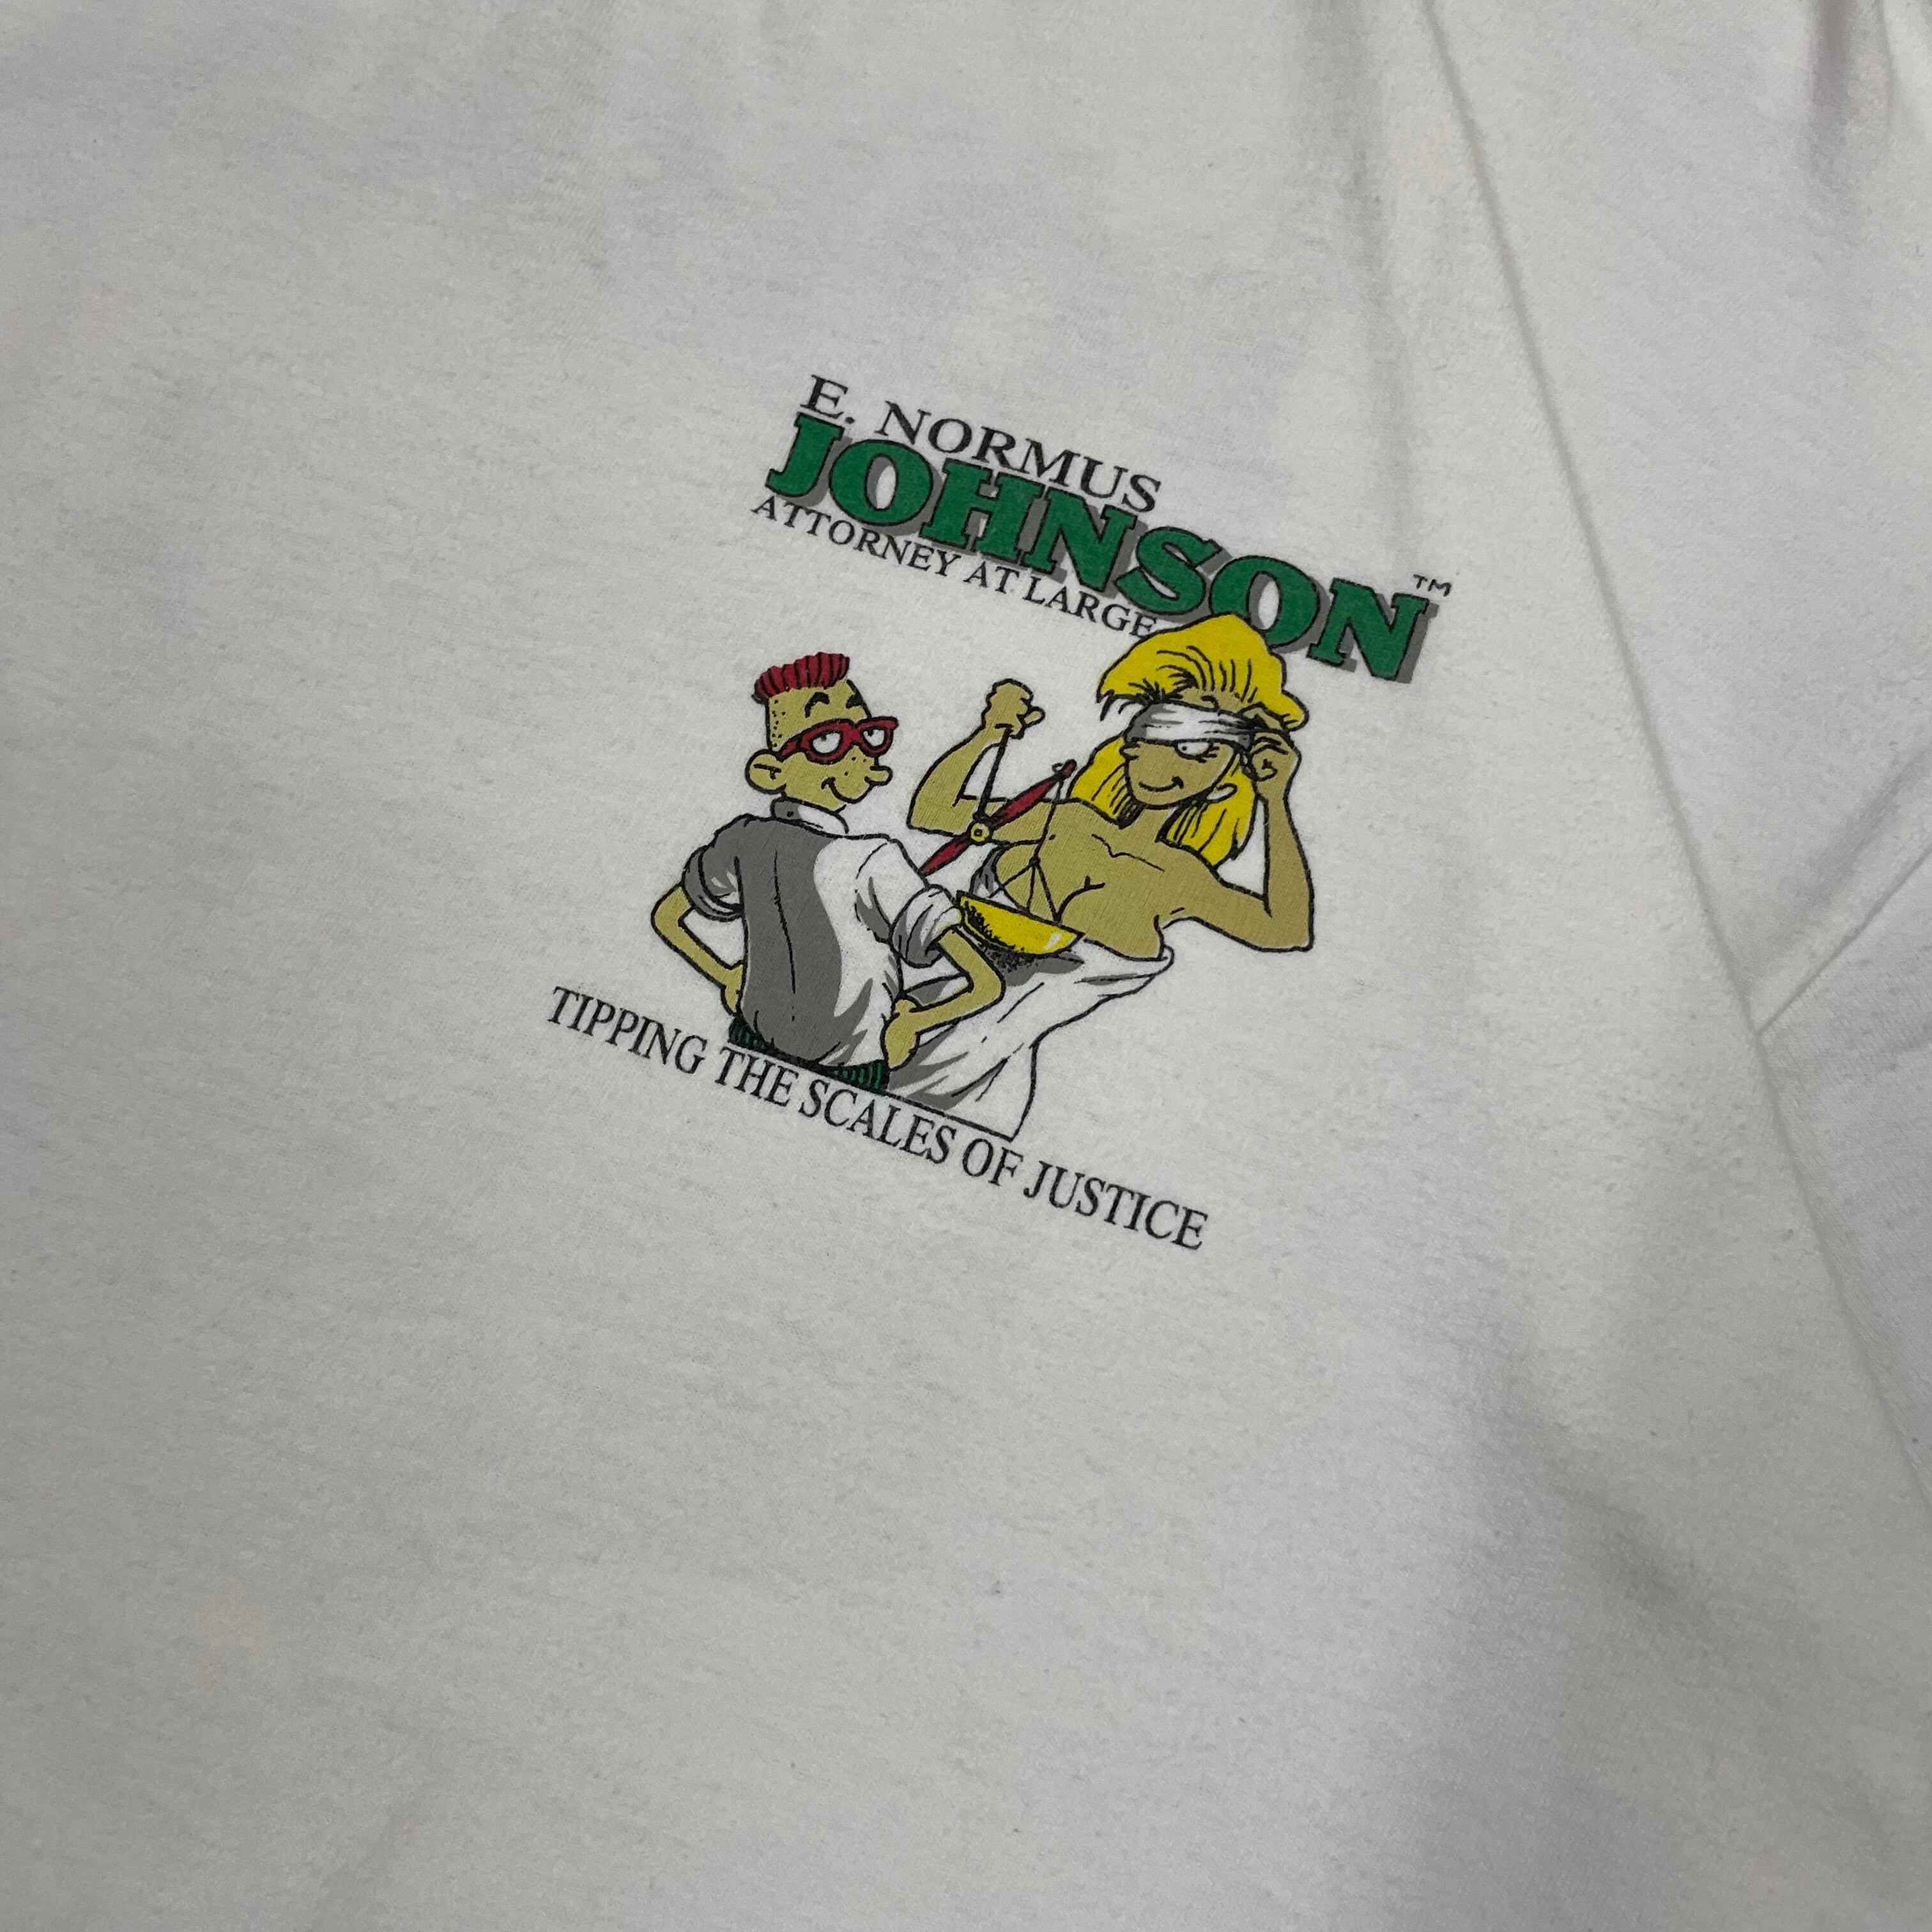 E. NORMUS
JOHNSON™
ATTORNEY AT LARGE
TIPPING THE SCALES OF JUSTICE